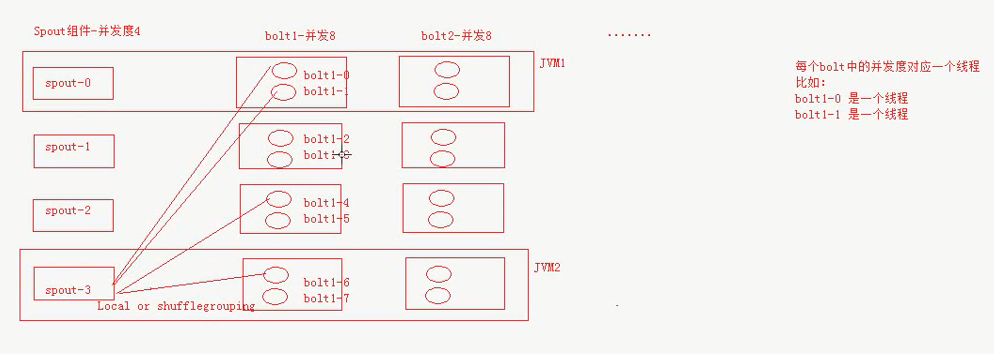 Spout组件-并发度4
bolt1-并发8
bolt2-并发8
.......
JVM1
spout-0
bolt1-0
bolt1-1
每个bolt中的并发度对应一个线程
比如:
bolt1-0 是一个线程
bolt1-1 是一个线程
spout-1
bolt1-2
bolt1-3
spout-2
bolt1-4
bolt1-5
JVM2
spout-3
bolt1-6
bolt1-7
Local or shufflegrouping